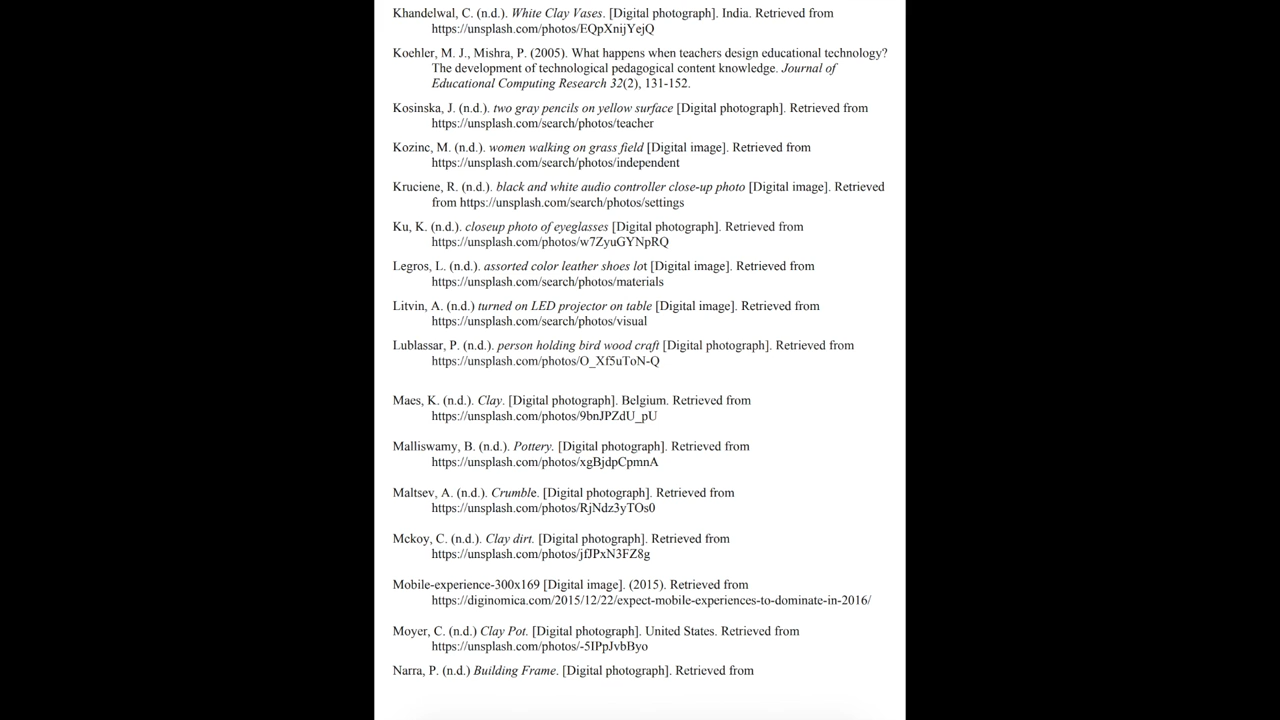 Khandelwal, C. (n.d.). White Clay Vases. [Digital photograph]. India. Retrieved from
https://unsplash.com/photos/EQpXnijYejQ
Koehler, M. J., Mishra, P. (2005). What happens when teachers design educational technology?
The development of technological pedagogical content knowledge. Journal of
Educational Computing Research 32(2), 131-152.
Kosinska, J. (n.d.). two gray pencils on yellow surface [Digital photograph]. Retrieved from
https://unsplash.com/search/photos/teacher
Kozinc, M. (n.d.). women walking on grass field [Digital image]. Retrieved from
https://unsplash.com/search/photos/independent
Kruciene, R. (n.d.). black and white audio controller close-up photo [Digital image]. Retrieved
from https://unsplash.com/search/photos/settings
Ku, K. (n.d.). closeup photo of eyeglasses [Digital photograph]. Retrieved from
https://unsplash.com/photos/w7ZyuGYNpRQ
Legros, L. (n.d.). assorted color leather shoes lot [Digital image]. Retrieved from
https://unsplash.com/search/photos/materials
Litvin, A. (n.d.) turned on LED projector on table [Digital image]. Retrieved from
https://unsplash.com/search/photos/visual
Lublassar, P. (n.d.). person holding bird wood craft [Digital photograph]. Retrieved from
https://unsplash.com/photos/O_Xf5uToN-Q
Maes, K. (n.d.). Clay. [Digital photograph]. Belgium. Retrieved from
https://unsplash.com/photos/9bnJPZdU_pU
Malliswamy, B. (n.d.). Pottery. [Digital photograph]. Retrieved from
https://unsplash.com/photos/xgBjdpCpmnA
Maltsev, A. (n.d.). Crumble. [Digital photograph]. Retrieved from
https://unsplash.com/photos/RjNdz3yTOs0
Mckoy, C. (n.d.). Clay dirt. [Digital photograph]. Retrieved from
https://unsplash.com/photos/jfJPxN3FZ8g
Mobile-experience-300x169 [Digital image]. (2015). Retrieved from
https://diginomica.com/2015/12/22/expect-mobile-experiences-to-dominate-in-2016/
Moyer, C. (n.d.) Clay Pot. [Digital photograph]. United States. Retrieved from
https://unsplash.com/photos/-5IPpJvbByo
Narra, P. (n.d.) Building Frame. [Digital photograph]. Retrieved from